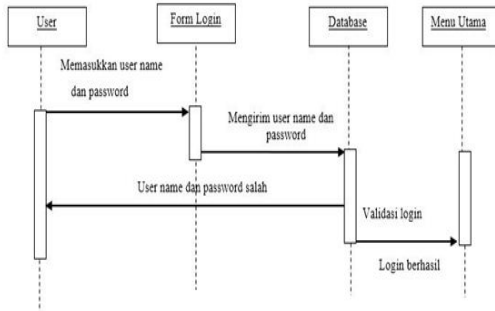 User
Form Login
Database
Menu Utama
Memasukkan user name
dan password
Mengirim user name dan
password
User name dan password salah
Validasi login
Login berhasil